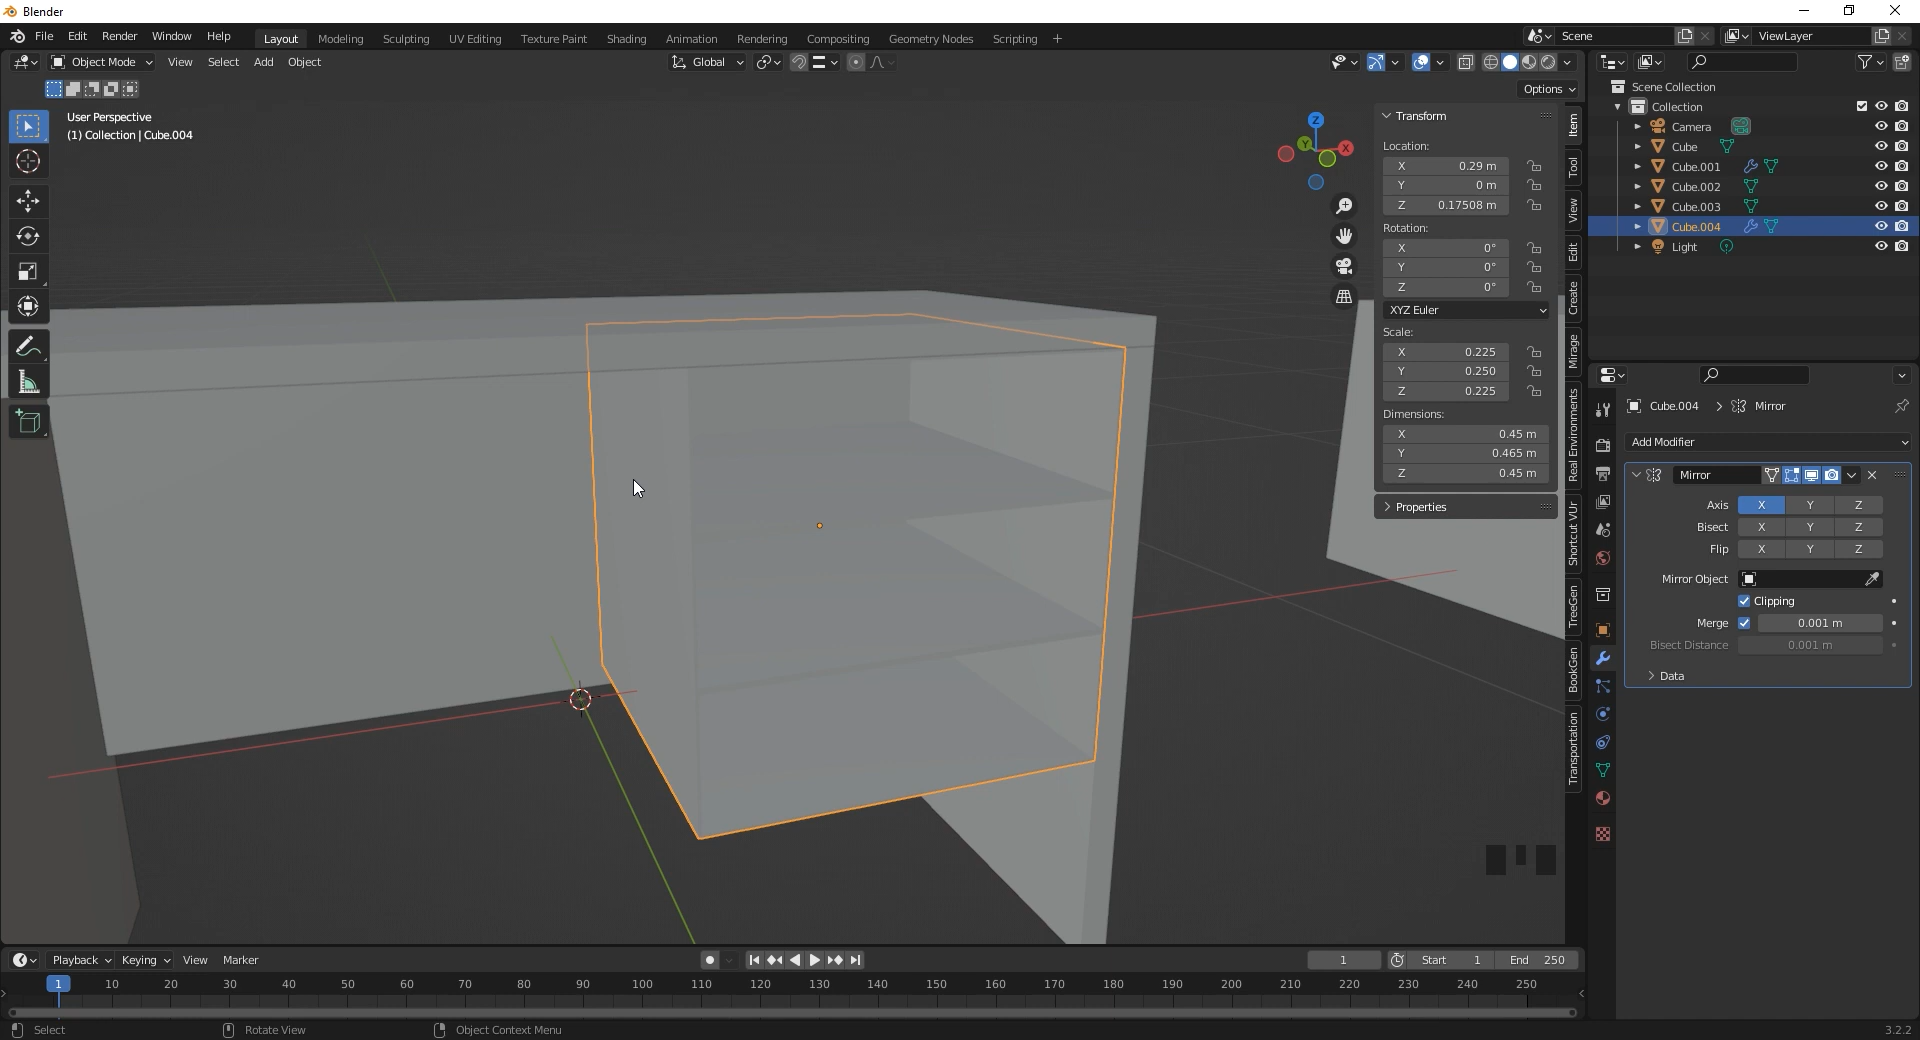 Blender
File Edit Render Window Help
Layout Modeling Sculpting UV Editing Texture Paint Shading Animation Rendering Compositing Geometry Nodes Scripting +
Scene
ViewLayer
Object Mode View Select Add Object
Global
Options
User Perspective
(1) Collection | Cube.004
Z
Y
X
Transform
Location:
X 0.29 m
Y 0 m
Z 0.17508 m
Rotation:
X 0°
Y 0°
Z 0°
XYZ Euler
Scale:
X 0.225
Y 0.250
Z 0.225
Dimensions:
X 0.45 m
Y 0.465 m
Z 0.45 m
Properties
Item
Tool
View
Edit
Create
Mirage
Real Environments
Shortcut VUr
TreeGen
BookGen
Transportation
Scene Collection
Collection
Camera
Cube
Cube.001
Cube.002
Cube.003
Cube.004
Light
Cube.004 > Mirror
Add Modifier
Mirror
Axis X Y Z
Bisect X Y Z
Flip X Y Z
Mirror Object
Clipping
Merge 0.001 m
Bisect Distance 0.001 m
Data
Playback Keying View Marker
1
Start 1
End 250
1 10 20 30 40 50 60 70 80 90 100 110 120 130 140 150 160 170 180 190 200 210 220 230 240 250
Select
Rotate View
Object Context Menu
3.2.2